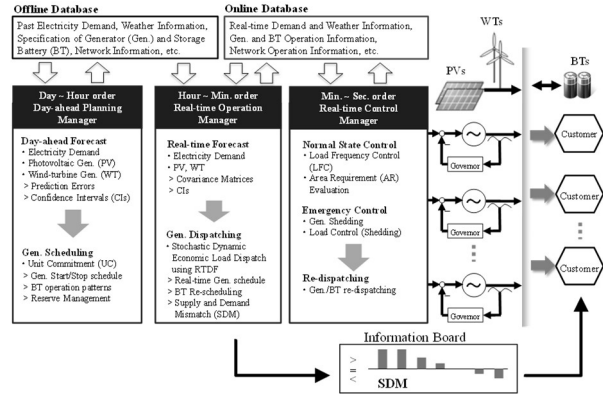 Offline Database
Past Electricity Demand, Weather Information,
Specification of Generator (Gen.) and Storage
Battery (BT), Network Information, etc.
Online Database
Real-time Demand and Weather Information,
Gen. and BT Operation Information,
Network Operation Information, etc.
WTs
PVs
BTs
Day ~ Hour order
Day-ahead Planning
Manager
Day-ahead Forecast
• Electricity Demand
• Photovoltaic Gen. (PV)
• Wind-turbine Gen. (WT)
> Prediction Errors
> Confidence Intervals (CIs)
Gen. Scheduling
• Unit Commitment (UC)
> Gen. Start/Stop schedule
> BT operation patterns
> Reserve Management
Hour ~ Min. order
Real-time Operation
Manager
Real-time Forecast
• Electricity Demand
• PV, WT
> Covariance Matrices
> CIs
Gen. Dispatching
• Stochastic Dynamic
Economic Load Dispatch
using RTDF
> Real-time Gen. schedule
> BT Re-scheduling
> Supply and Demand
Mismatch (SDM)
Min. ~ Sec. order
Real-time Control
Manager
Normal State Control
• Load Frequency Control
(LFC)
• Area Requirement (AR)
Evaluation
Emergency Control
• Gen. Shedding
• Load Control (Shedding)
Re-dispatching
• Gen./BT re-dispatching
Governor
Customer
Governor
Customer
Governor
Customer
Information Board
>
=
<
SDM